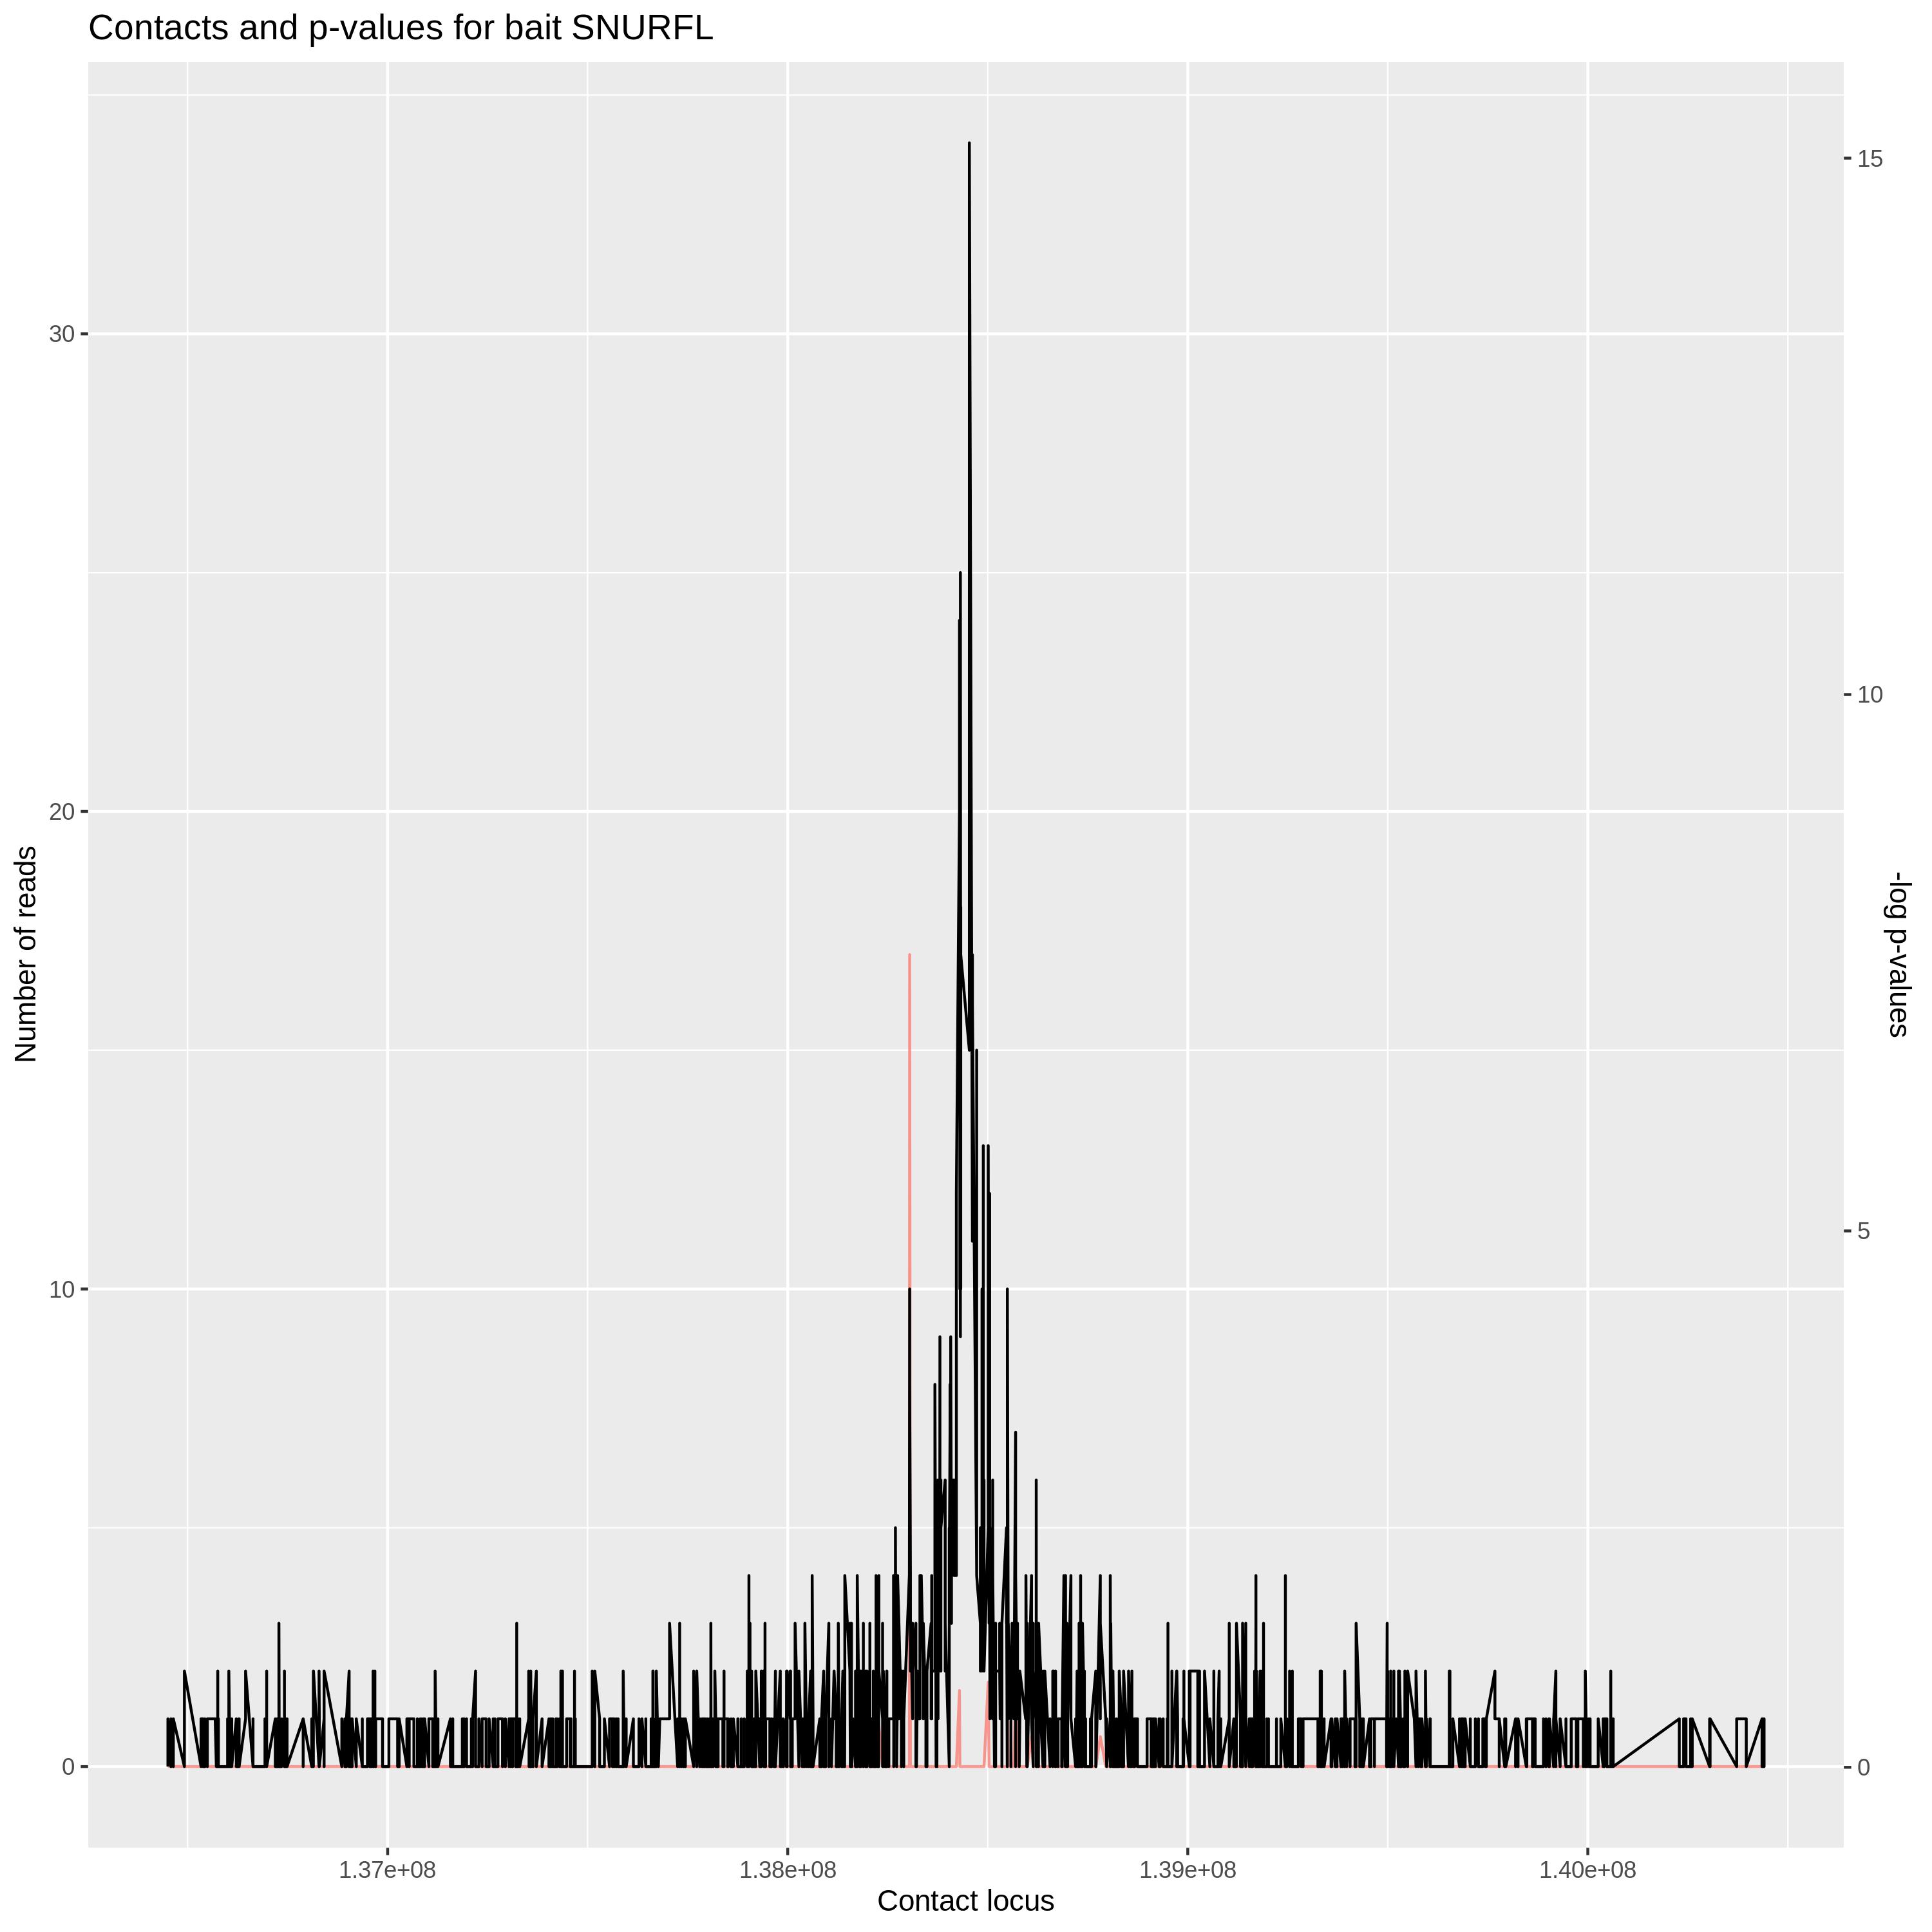 Contacts and p-values for bait SNURFL
30
20
10
0
Number of reads
15
10
5
0
-log p-values
1.37e+08
1.38e+08
1.39e+08
1.40e+08
Contact locus